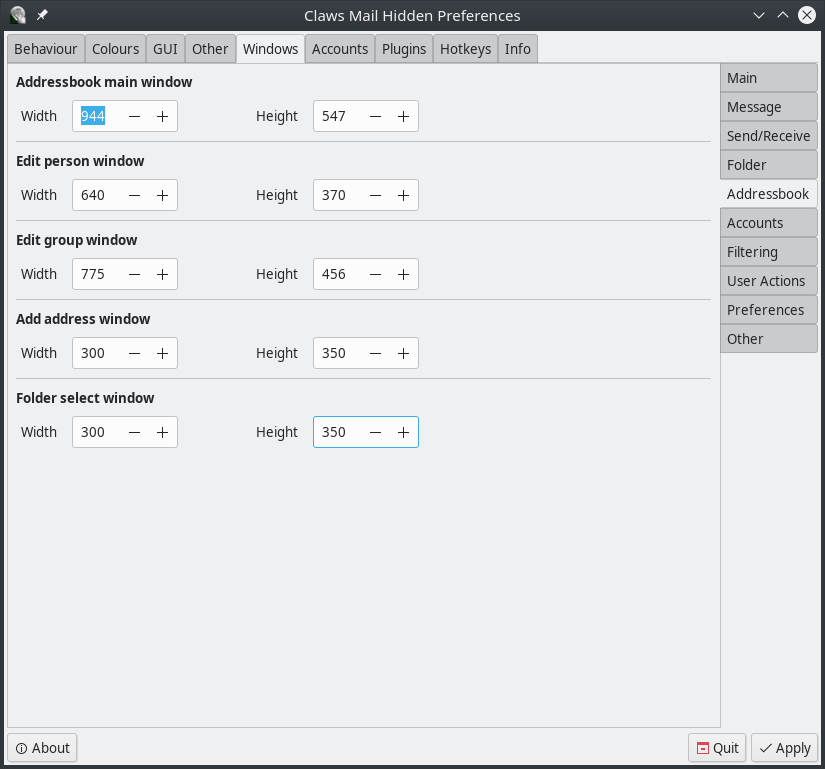 Claws Mail Hidden Preferences
Behaviour Colours GUI Other Windows Accounts Plugins Hotkeys Info
Addressbook main window
Width 944 Height 547
Edit person window
Width 640 Height 370
Edit group window
Width 775 Height 456
Add address window
Width 300 Height 350
Folder select window
Width 300 Height 350
Main
Message
Send/Receive
Folder
Addressbook
Accounts
Filtering
User Actions
Preferences
Other
About Quit Apply